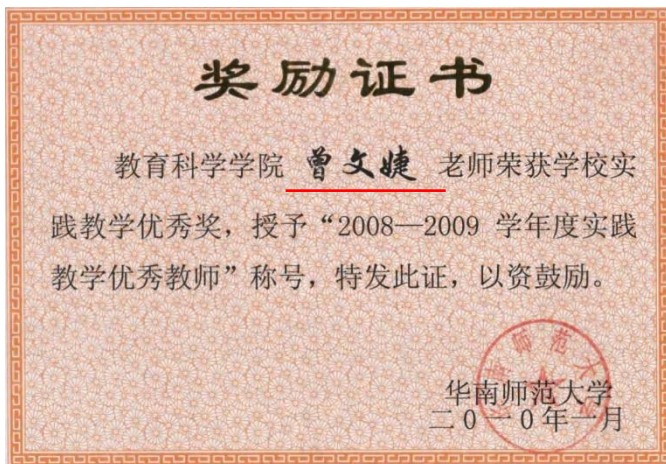 奖励证书
教育科学学院 曾文婕 老师荣获学校实
践教学优秀奖，授予“2008—2009 学年度实践
教学优秀教师”称号，特发此证，以资鼓励。
华南师范大学
二0一0年一月